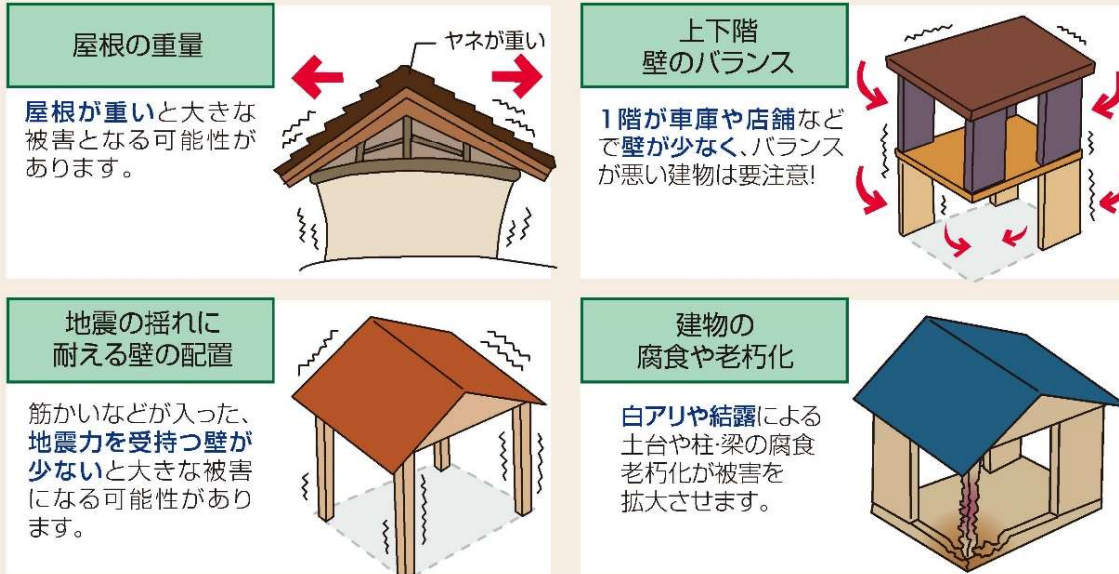 屋根の重量
ヤネが重い
屋根が重いと大きな
被害となる可能性が
あります。
上下階
壁のバランス
1階が車庫や店舗など
で壁が少なく、バランス
が悪い建物は要注意!
地震の揺れに
耐える壁の配置
筋かいなどが入った、
地震力を受持つ壁が
少ないと大きな被害
になる可能性があり
ます。
建物の
腐食や老朽化
白アリや結露による
土台や柱・梁の腐食
老朽化が被害を
拡大させます。